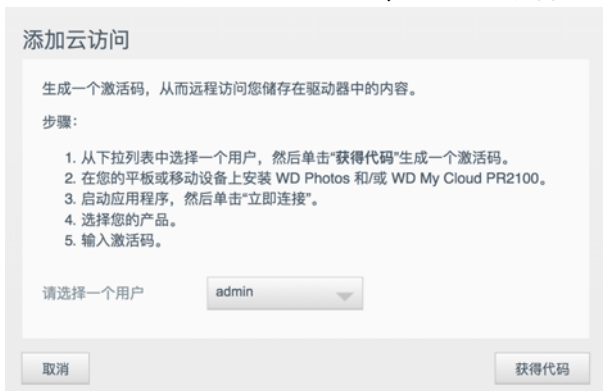 添加云访问
生成一个激活码，从而远程访问您储存在驱动器中的内容。
步骤：
1. 从下拉列表中选择一个用户，然后单击“获得代码”生成一个激活码。
2. 在您的平板或移动设备上安装 WD Photos 和/或 WD My Cloud PR2100。
3. 启动应用程序，然后单击“立即连接”。
4. 选择您的产品。
5. 输入激活码。
请选择一个用户 admin
取消 获得代码